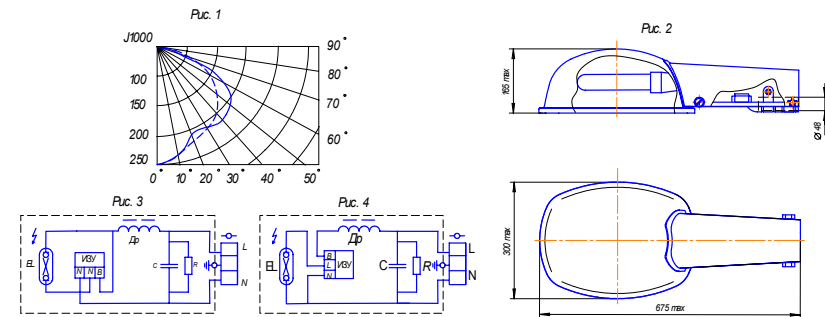 Рис. 1
J1000
100
150
200
250
0°
10°
20°
30°
40°
50°
60°
70°
80°
90°
Рис. 2
165 max
Ø 48
300 max
675 max
Рис. 3
EL
ИЗУ
N N В
Др
C
R
L
N
Рис. 4
EL
В
L
N
ИЗУ
Др
C
R
L
N